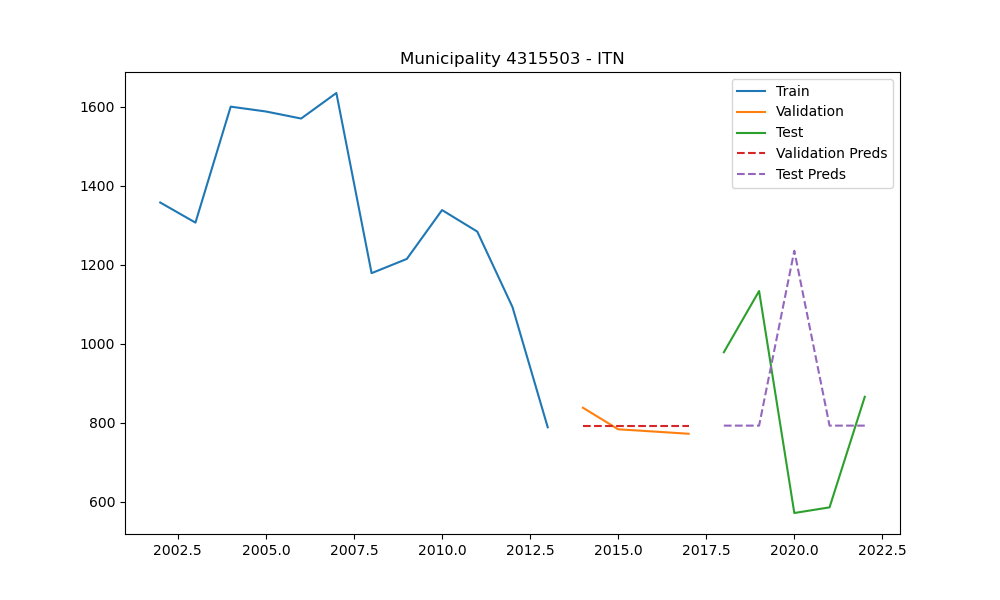 Municipality 4315503 - ITN
Train
Validation
Test
Validation Preds
Test Preds
1600
1400
1200
1000
800
600
2002.5 2005.0 2007.5 2010.0 2012.5 2015.0 2017.5 2020.0 2022.5